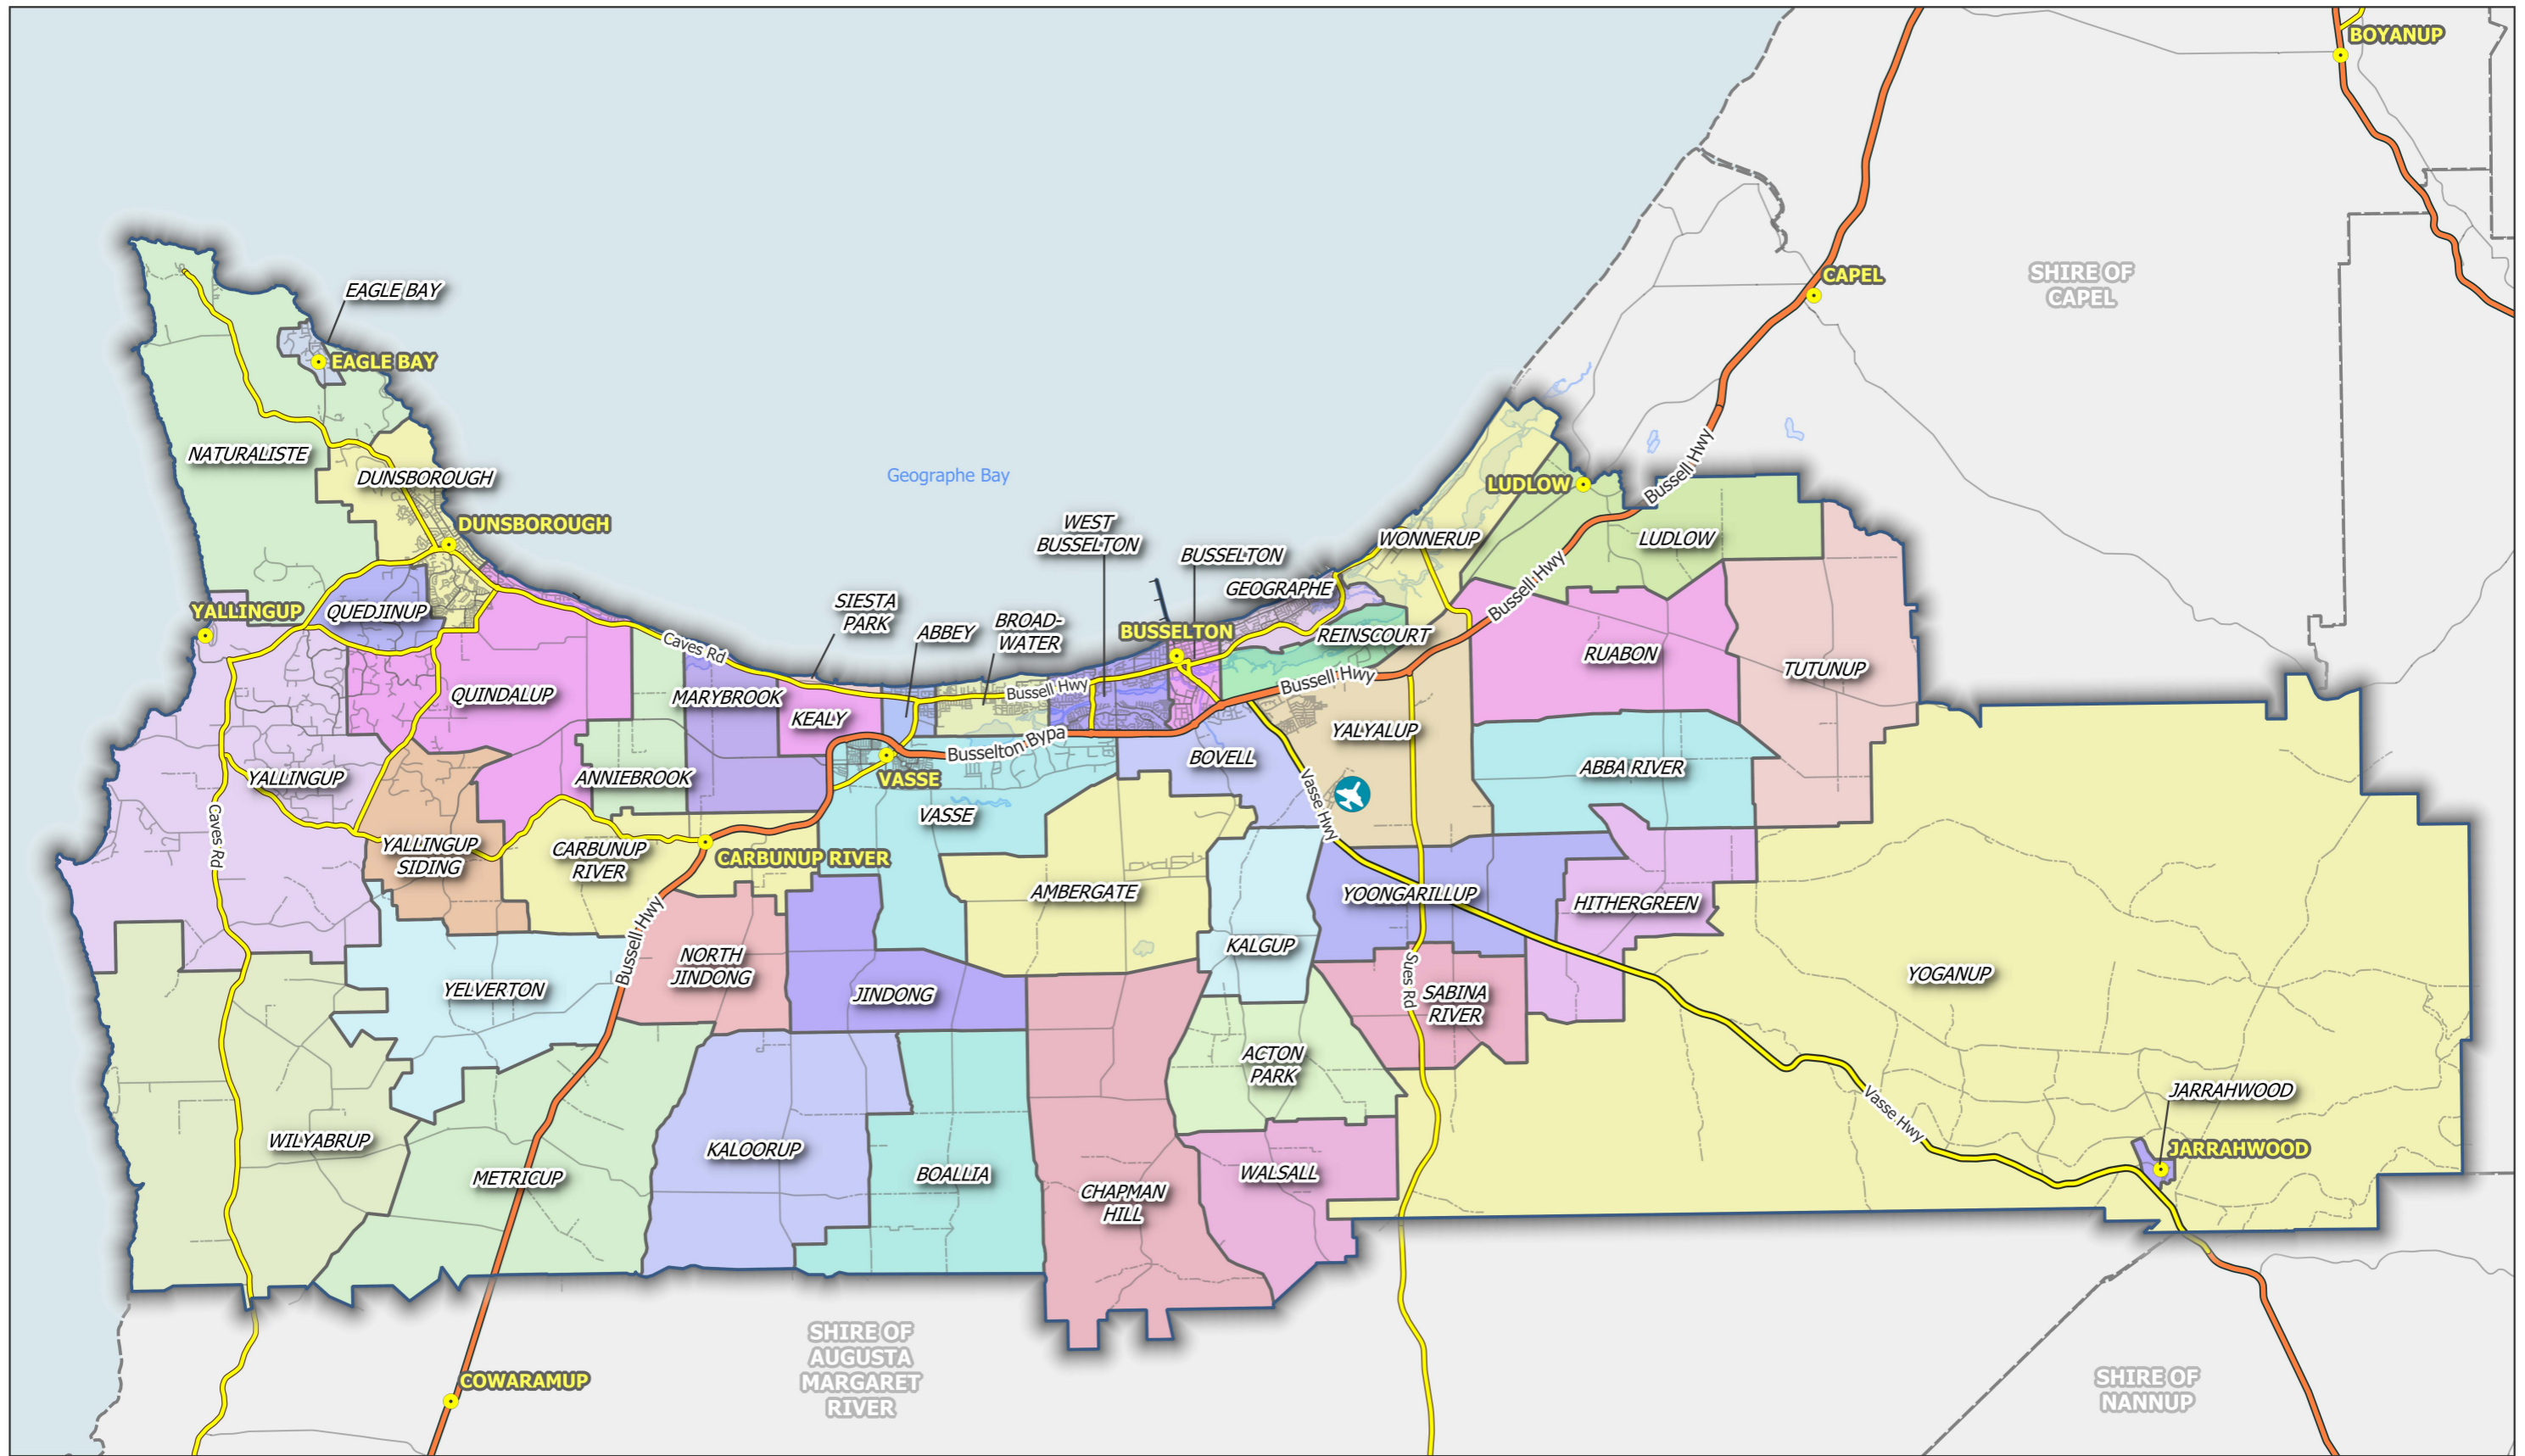 BOYANUP
CAPEL
SHIRE OF
CAPEL
EAGLE BAY
EAGLE BAY
NATURALISTE
DUNSBOROUGH
DUNSBOROUGH
Geographe Bay
Bussell Hwy
LUDLOW
WONNERUP
LUDLOW
WEST
BUSSELTON
BUSSELTON
GEOGRAPHE
Bussell Hwy
YALLINGUP
QUEDJINUP
SIESTA
PARK
ABBEY
BROAD-
WATER
BUSSELTON
REINSCOURT
Caves Rd
RUABON
TUTUNUP
QUINDALUP
MARYBROOK
KEALY
Bussell Hwy
Bussell Hwy
YALYALUP
Busselton Bypa
BOVELL
ABBA RIVER
YALLINGUP
ANNIEBROOK
VASSE
VASSE
Vasse Hwy
Caves Rd
YALLINGUP
SIDING
CARBUNUP
RIVER
CARBUNUP RIVER
AMBERGATE
YOONGARILLUP
HITHERGREEN
Bussell Hwy
NORTH
JINDONG
KALGUP
YOGANUP
YELVERTON
JINDONG
Sues Rd
SABINA
RIVER
ACTON
PARK
JARRAHWOOD
Vasse Hwy
WILYABRUP
METRICUP
KALOORUP
BOALLIA
CHAPMAN
HILL
WALSALL
JARRAHWOOD
SHIRE OF
AUGUSTA
MARGARET
RIVER
COWARAMUP
SHIRE OF
NANNUP